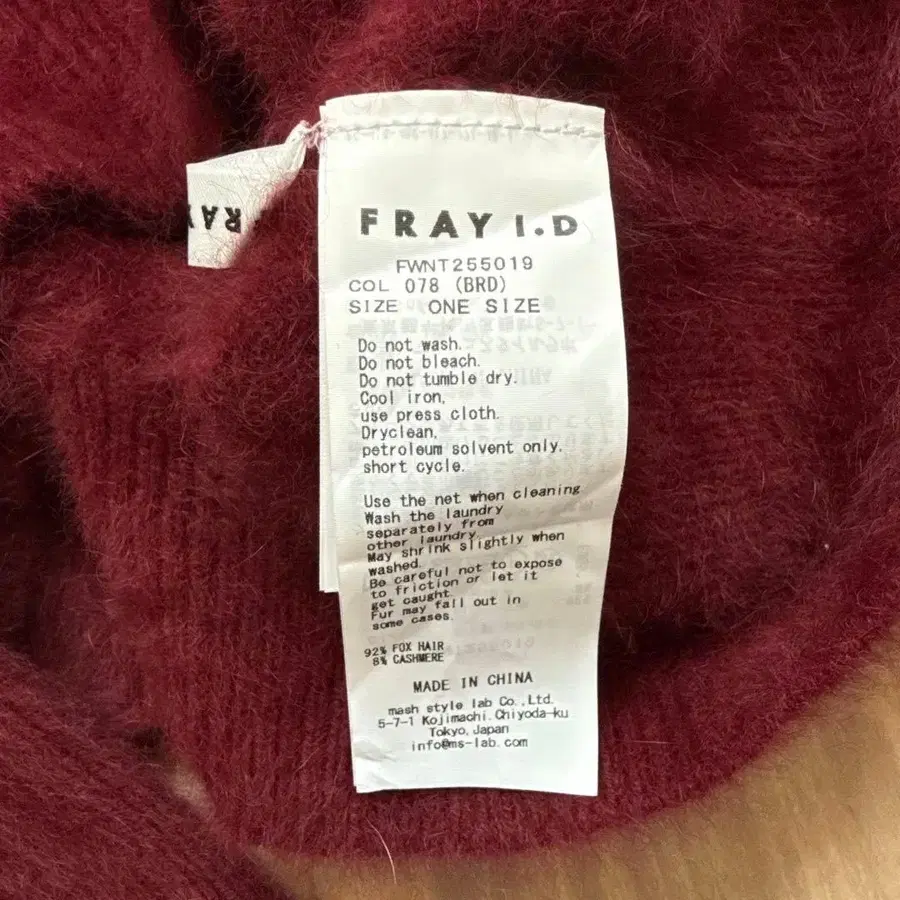 FRAY
FRAY I.D
FWNT255019
COL 078 (BRD)
SIZE ONE SIZE
Do not wash.
Do not bleach.
Do not tumble dry.
Cool iron,
use press cloth.
Dryclean,
petroleum solvent only.
short cycle.
Use the net when cleaning
Wash the laundry
separately from
other laundry.
May shrink slightly when
washed.
Be careful not to expose
to friction or let it
get caught.
Fur may fall out in
some cases.
92% FOX HAIR
8% CASHMERE
MADE IN CHINA
mash style lab Co., Ltd.
5-7-1 Kojimachi. Chiyoda-ku
Tokyo, Japan
info@ms-lab.com